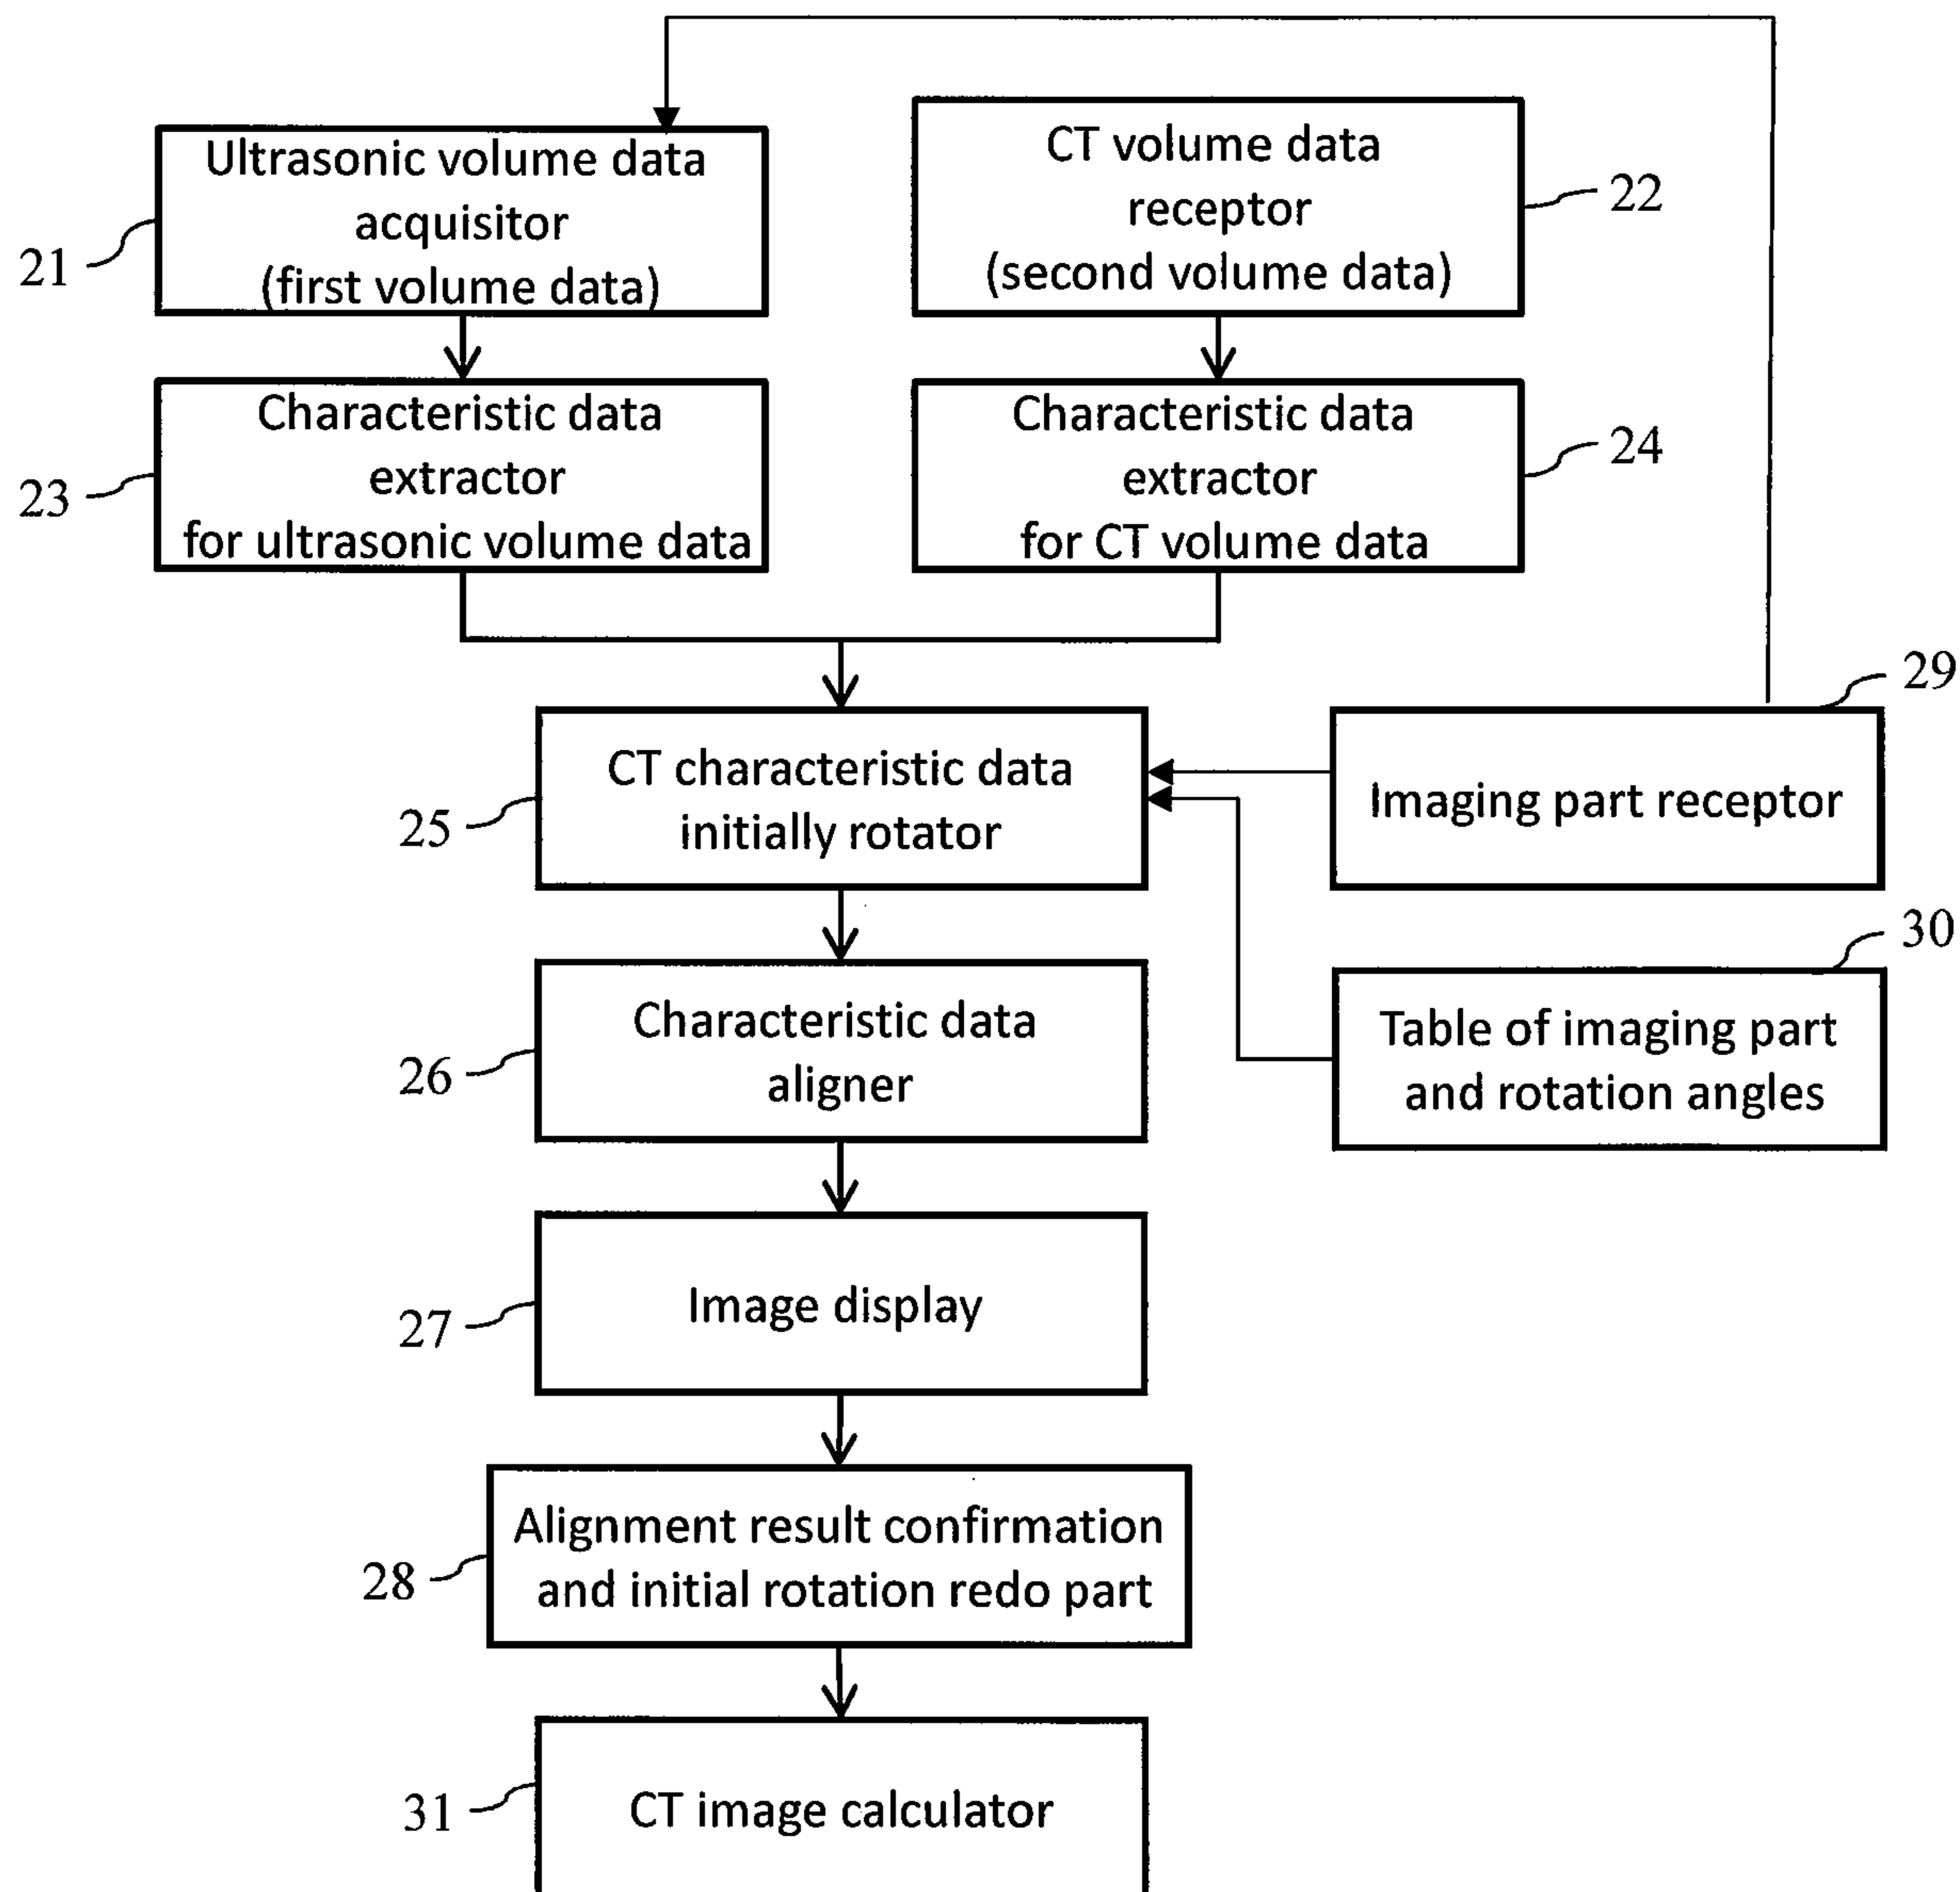 Ultrasonic volume data
acquisitor
(first volume data)
21
CT volume data
receptor
(second volume data)
22
Characteristic data
extractor
for ultrasonic volume data
23
Characteristic data
extractor
for CT volume data
24
CT characteristic data
initially rotator
25
Imaging part receptor
29
Characteristic data
aligner
26
Table of imaging part
and rotation angles
30
Image display
27
Alignment result confirmation
and initial rotation redo part
28
CT image calculator
31